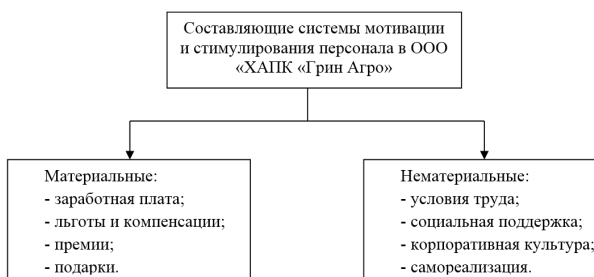 Составляющие системы мотивации
и стимулирования персонала в ООО
«ХАПК «Грин Агро»
Материальные:
- заработная плата;
- льготы и компенсации;
- премии;
- подарки.
Нематериальные:
- условия труда;
- социальная поддержка;
- корпоративная культура;
- самореализация.